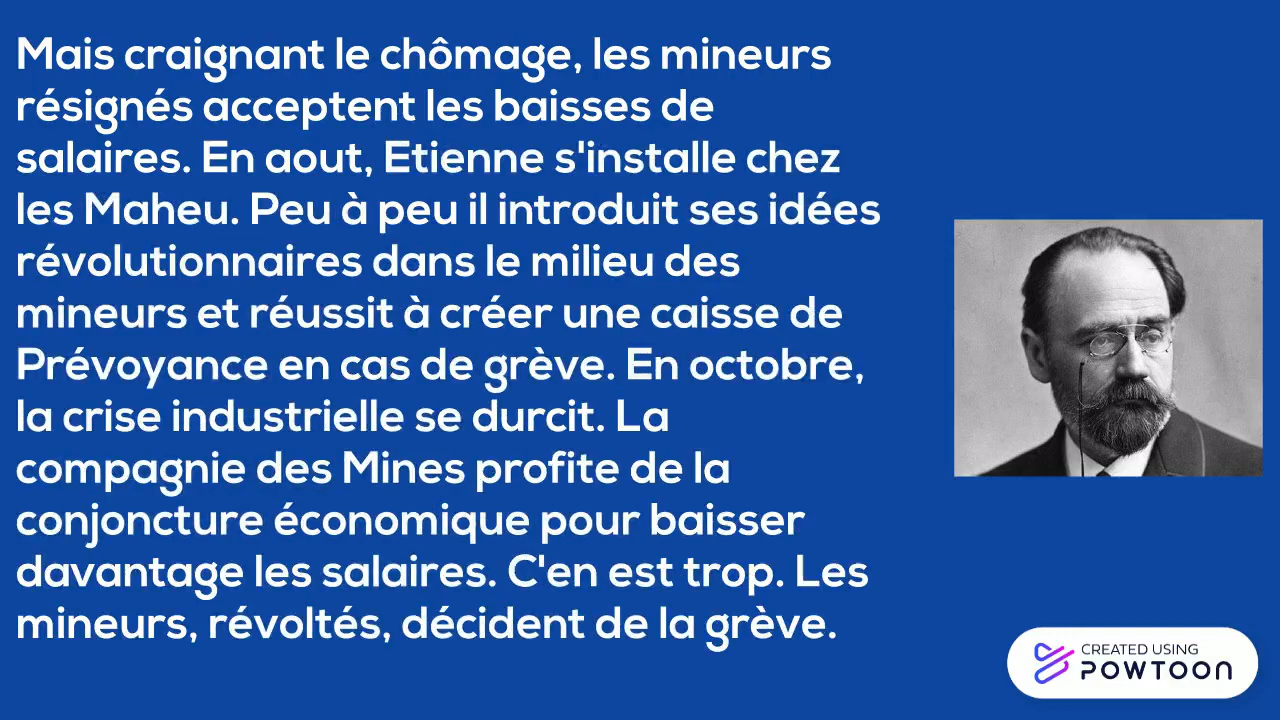 Mais craignant le chômage, les mineurs
résignés acceptent les baisses de
salaires. En aout, Etienne s'installe chez
les Maheu. Peu à peu il introduit ses idées
révolutionnaires dans le milieu des
mineurs et réussit à créer une caisse de
Prévoyance en cas de grève. En octobre,
la crise industrielle se durcit. La
compagnie des Mines profite de la
conjoncture économique pour baisser
davantage les salaires. C'en est trop. Les
mineurs, révoltés, décident de la grève.
CREATED USING
POWTOON